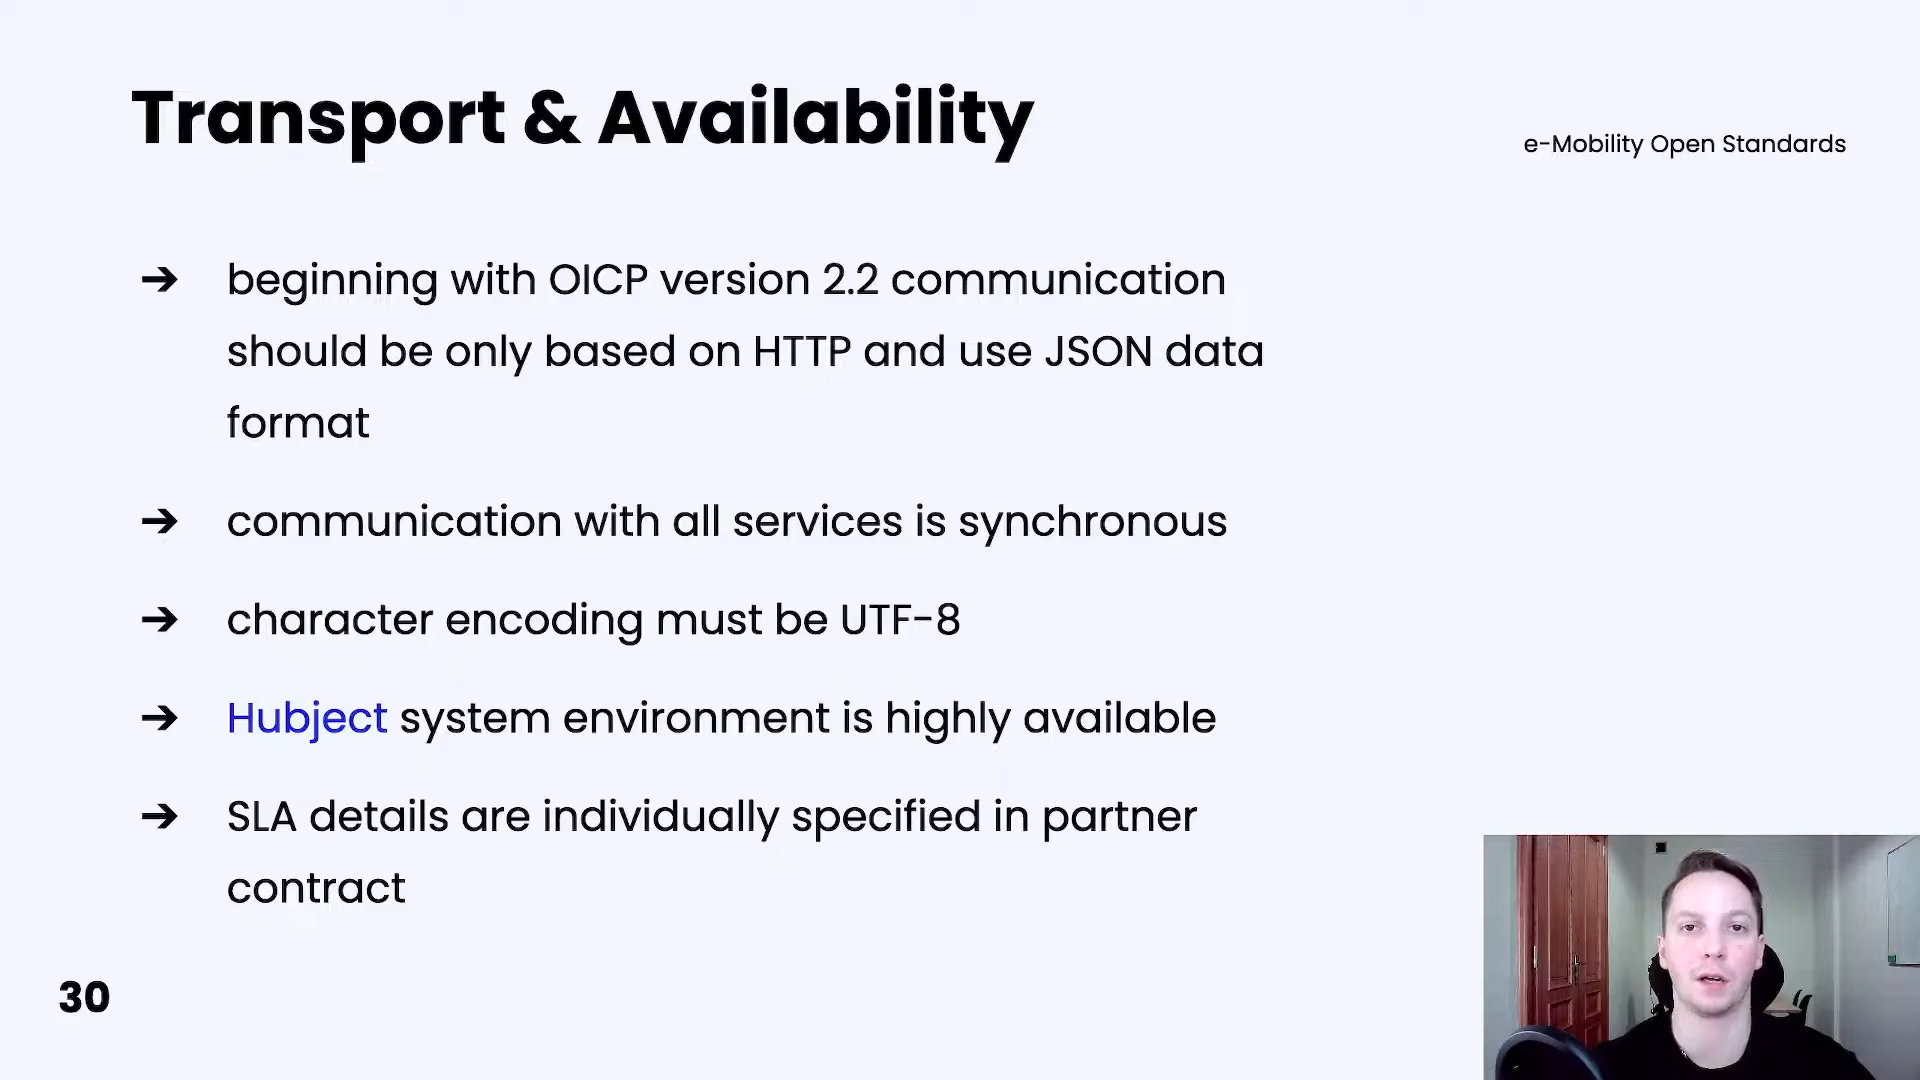 Transport & Availability
e-Mobility Open Standards
➔ beginning with OICP version 2.2 communication
should be only based on HTTP and use JSON data
format
➔ communication with all services is synchronous
➔ character encoding must be UTF-8
➔ Hubject system environment is highly available
➔ SLA details are individually specified in partner
contract
30